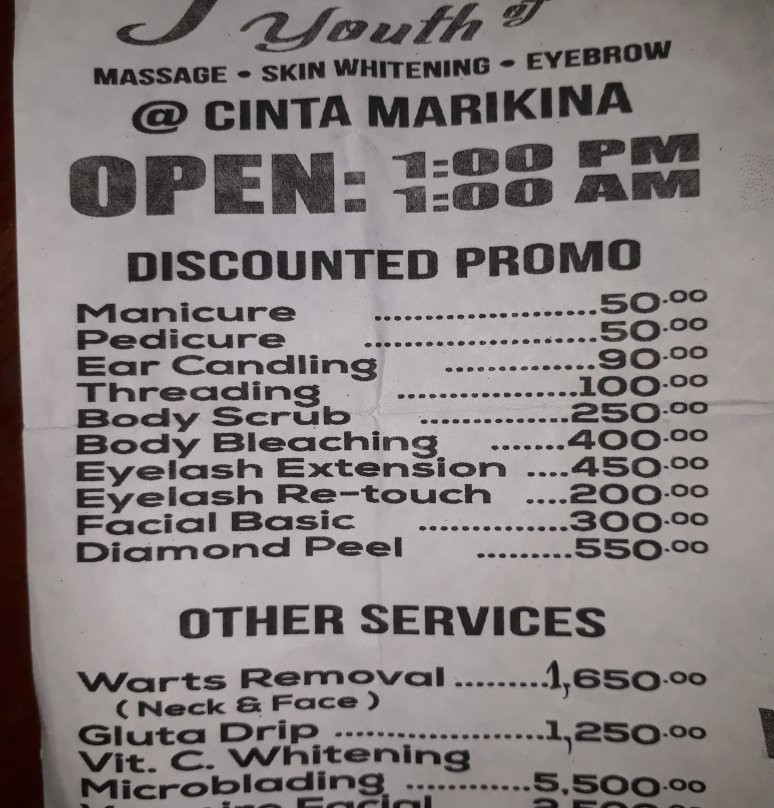 Youth of
MASSAGE • SKIN WHITENING • EYEBROW
@ CINTA MARIKINA
OPEN: 1:00 PM
1:00 AM
DISCOUNTED PROMO
Manicure ......................50.00
Pedicure .......................50.00
Ear Candling ...............90.00
Threading ..................100.00
Body Scrub ...............250.00
Body Bleaching .......400.00
Eyelash Extension ....450.00
Eyelash Re-touch ....200.00
Facial Basic ...............300.00
Diamond Peel .........550.00
OTHER SERVICES
Warts Removal .........1,650.00
(Neck & Face)
Gluta Drip .....................1,250.00
Vit. C. Whitening
Microblading ............5,500.00
Facial